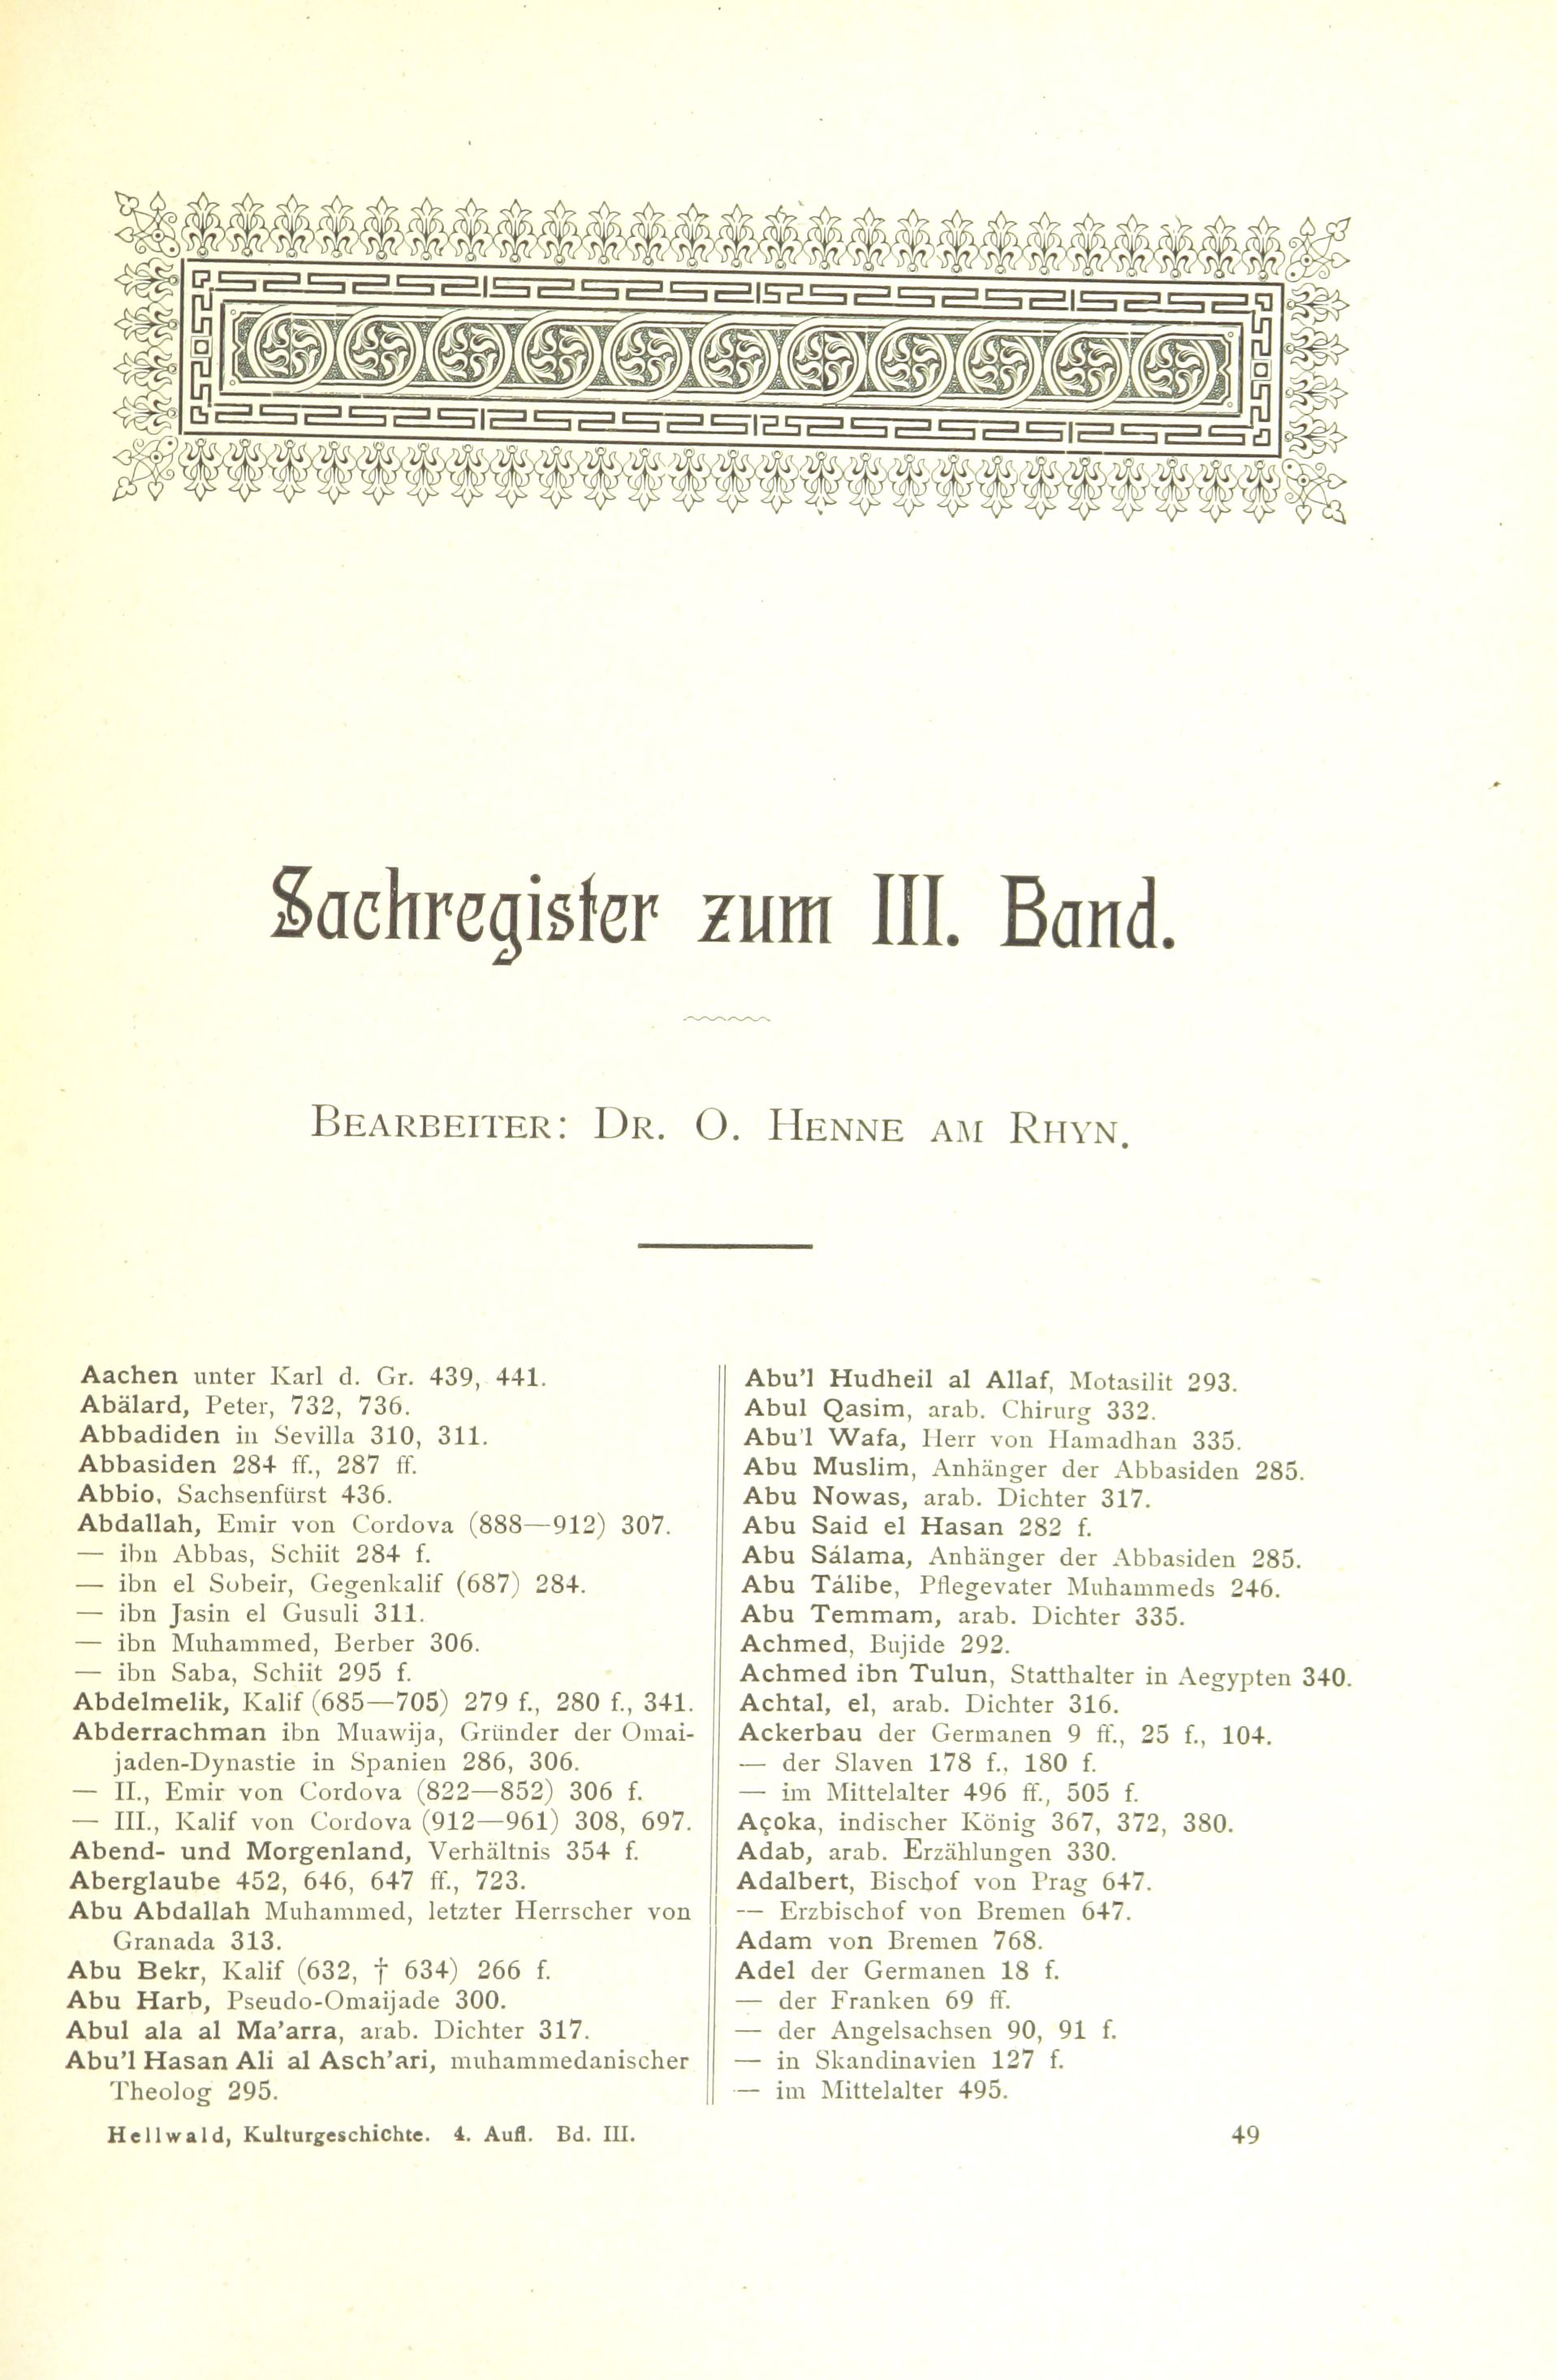 Sachregister zum III. Band.
Bearbeiter: Dr. O. Henne am Rhyn.
Aachen unter Karl d. Gr. 439, 441.
Abälard, Peter, 732, 736.
Abbadiden in Sevilla 310, 311.
Abbasiden 284 ff., 287 ff.
Abbio, Sachsenfürst 436.
Abdallah, Emir von Cordova (888—912) 307.
— ibn Abbas, Schiit 284 f.
— ibn el Sobeir, Gegenkalif (687) 284.
— ibn Jasin el Gusuli 311.
— ibn Muhammed, Berber 306.
— ibn Saba, Schiit 295 f.
Abdelmelik, Kalif (685—705) 279 f., 280 f., 341.
Abderrachman ibn Muawija, Gründer der Omai-
jaden-Dynastie in Spanien 286, 306.
— II., Emir von Cordova (822—852) 306 f.
— III., Kalif von Cordova (912—961) 308, 697.
Abend- und Morgenland, Verhältnis 354 f.
Aberglaube 452, 646, 647 ff., 723.
Abu Abdallah Muhammed, letzter Herrscher von
Granada 313.
Abu Bekr, Kalif (632, † 634) 266 f.
Abu Harb, Pseudo-Omaijade 300.
Abul ala al Ma'arra, arab. Dichter 317.
Abu'l Hasan Ali al Asch'ari, muhammedanischer
Theolog 295.
Abu'l Hudheil al Allaf, Motasilit 293.
Abul Qasim, arab. Chirurg 332.
Abu'l Wafa, Herr von Hamadhan 335.
Abu Muslim, Anhänger der Abbasiden 285.
Abu Nowas, arab. Dichter 317.
Abu Said el Hasan 282 f.
Abu Sálama, Anhänger der Abbasiden 285.
Abu Tálibe, Pflegevater Muhammeds 246.
Abu Temmam, arab. Dichter 335.
Achmed, Bujide 292.
Achmed ibn Tulun, Statthalter in Aegypten 340.
Achtal, el, arab. Dichter 316.
Ackerbau der Germanen 9 ff., 25 f., 104.
— der Slaven 178 f., 180 f.
— im Mittelalter 496 ff., 505 f.
Açoka, indischer König 367, 372, 380.
Adab, arab. Erzählungen 330.
Adalbert, Bischof von Prag 647.
— Erzbischof von Bremen 647.
Adam von Bremen 768.
Adel der Germanen 18 f.
— der Franken 69 ff.
— der Angelsachsen 90, 91 f.
— in Skandinavien 127 f.
— im Mittelalter 495.
Hellwald, Kulturgeschichte. 4. Aufl. Bd. III. 49